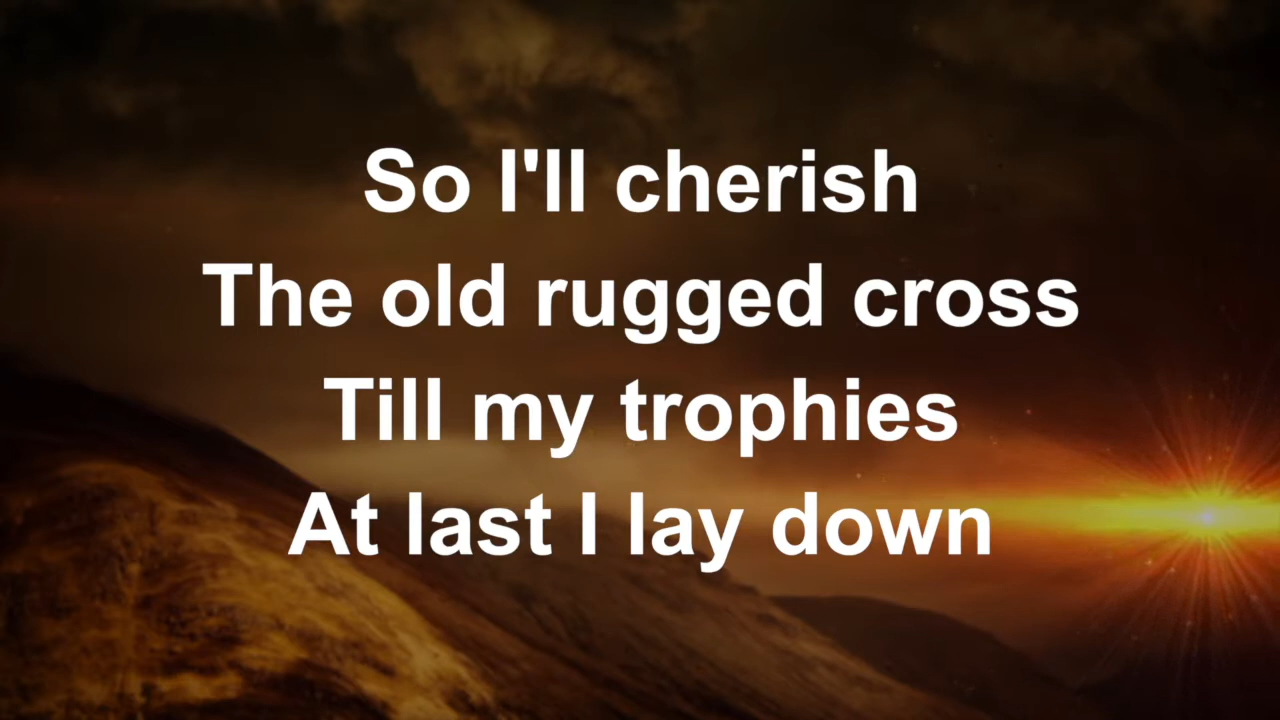 So I'll cherish
The old rugged cross
Till my trophies
At last I lay down